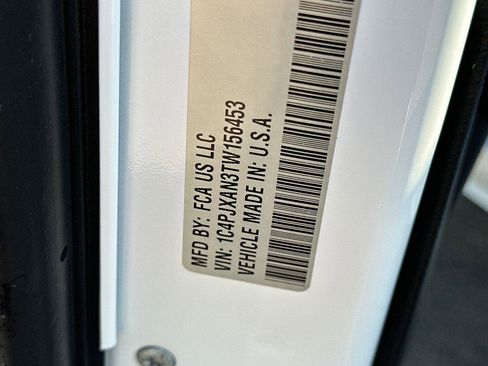 MFD BY: FCA US LLC
VIN: 1C4PJXAN3TW156453
VEHICLE MADE IN: U.S.A.